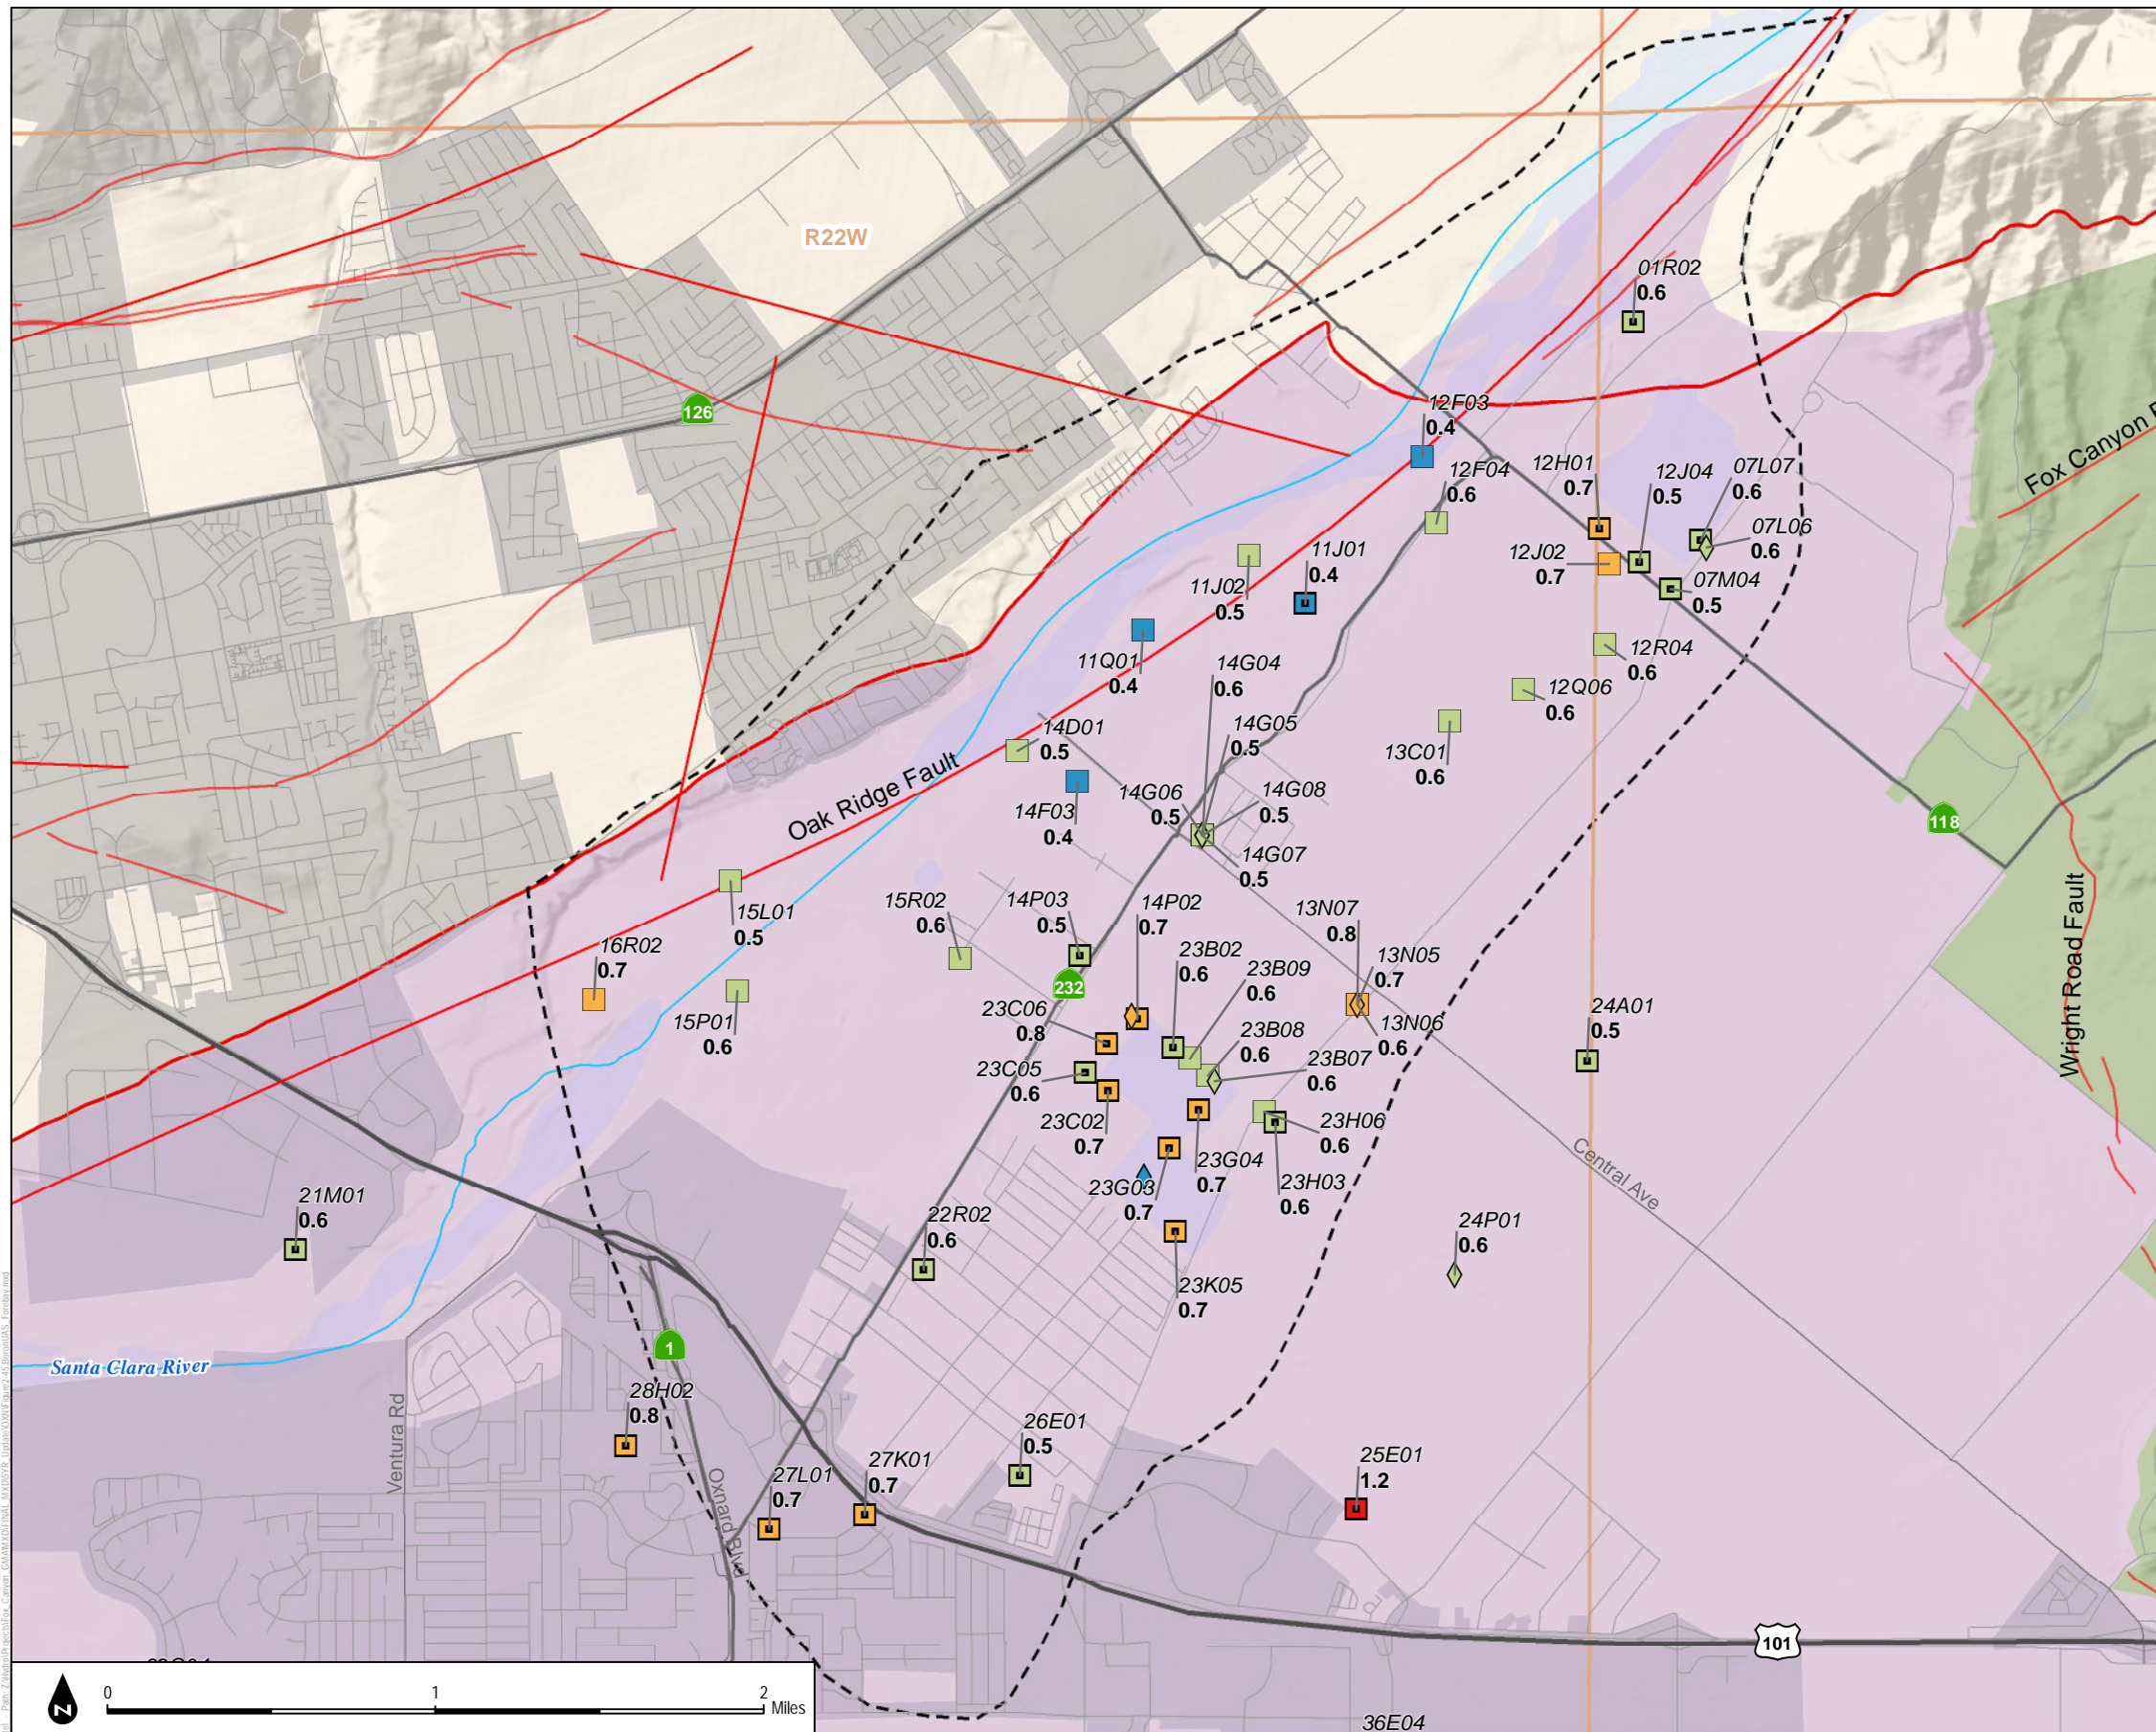 R22W
01R02
0.6
126
12F03
0.4
12F04
0.6
12H01
0.7
12J04
0.5
07L07
0.6
07L06
0.6
Fox Canyon
12J02
0.7
07M04
0.5
11J01
0.4
11J02
0.5
11Q01
0.4
12R04
0.6
12Q06
0.6
14G04
0.6
14G05
0.5
14D01
0.5
13C01
0.6
Oak Ridge Fault
14G06
0.5
14G08
0.5
14F03
0.4
118
14G07
0.5
15L01
0.5
15R02
0.6
14P03
0.5
14P02
0.7
13N07
0.8
16R02
0.7
23B02
0.6
23B09
0.6
13N05
0.7
232
Wright Road Fault
15P01
0.6
23C06
0.8
23B08
0.6
13N06
0.6
24A01
0.5
23C05
0.6
23B07
0.6
23C02
0.7
23H06
0.6
23G04
0.7
23G03
0.7
23H03
0.6
Central Ave
21M01
0.6
22R02
0.6
24P01
0.6
23K05
0.7
Santa Clara River
1
28H02
0.8
Ventura Rd
26E01
0.5
27K01
0.7
27L01
0.7
Oxnard Blvd
25E01
1.2
101
N
0 1 2
Miles
36E04